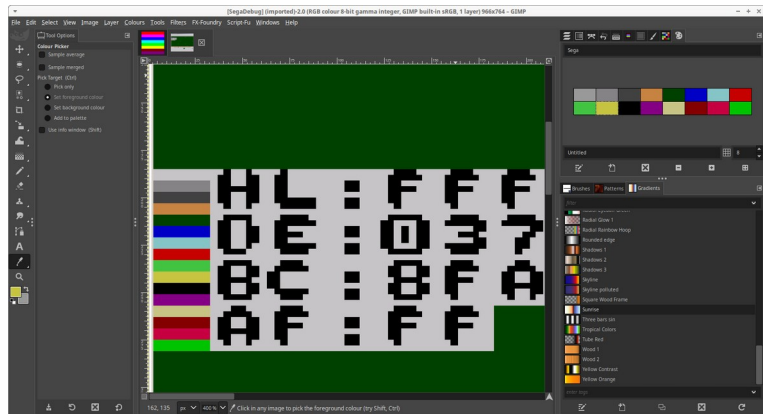 [SegaDebug] (imported)-2.0 (RGB colour 8-bit gamma integer, GIMP built-in sRGB, 1 layer) 966x764 – GIMP
File Edit Select View Image Layer Colours Tools Filters FX-Foundry Script-Fu Windows Help
Tool Options
Colour Picker
Sample average
Sample merged
Pick Target (Ctrl)
Pick only
Set foreground colour
Set background colour
Add to palette
Use info window (Shift)
HL:FFF
DE:037
BC:8FA
AF:FF
162, 135 px 400 % Click in any image to pick the foreground colour (try Shift, Ctrl)
Sega
Untitled
Brushes Patterns Gradients
filter
Radial Glow 1
Radial Rainbow Hoop
Rounded edge
Shadows 1
Shadows 2
Shadows 3
Skyline
Skyline polluted
Square Wood Frame
Sunrise
Three bars sin
Tropical Colors
Tube Red
Wood 1
Wood 2
Yellow Contrast
Yellow Orange
enter tags